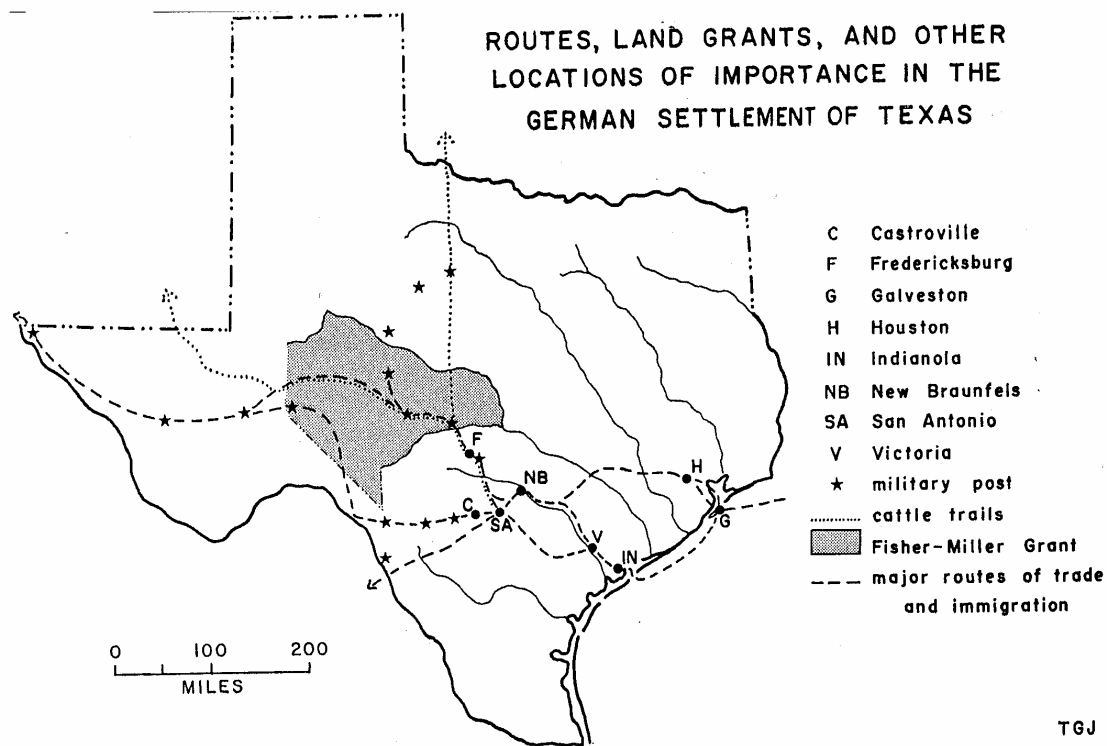 ROUTES, LAND GRANTS, AND OTHER
LOCATIONS OF IMPORTANCE IN THE
GERMAN SETTLEMENT OF TEXAS
C Castroville
F Fredericksburg
G Galveston
H Houston
IN Indianola
NB New Braunfels
SA San Antonio
V Victoria
military post
cattle trails
Fisher-Miller Grant
major routes of trade
and immigration
F
NB
H
C
SA
G
V
IN
0 100 200
MILES
TGJ